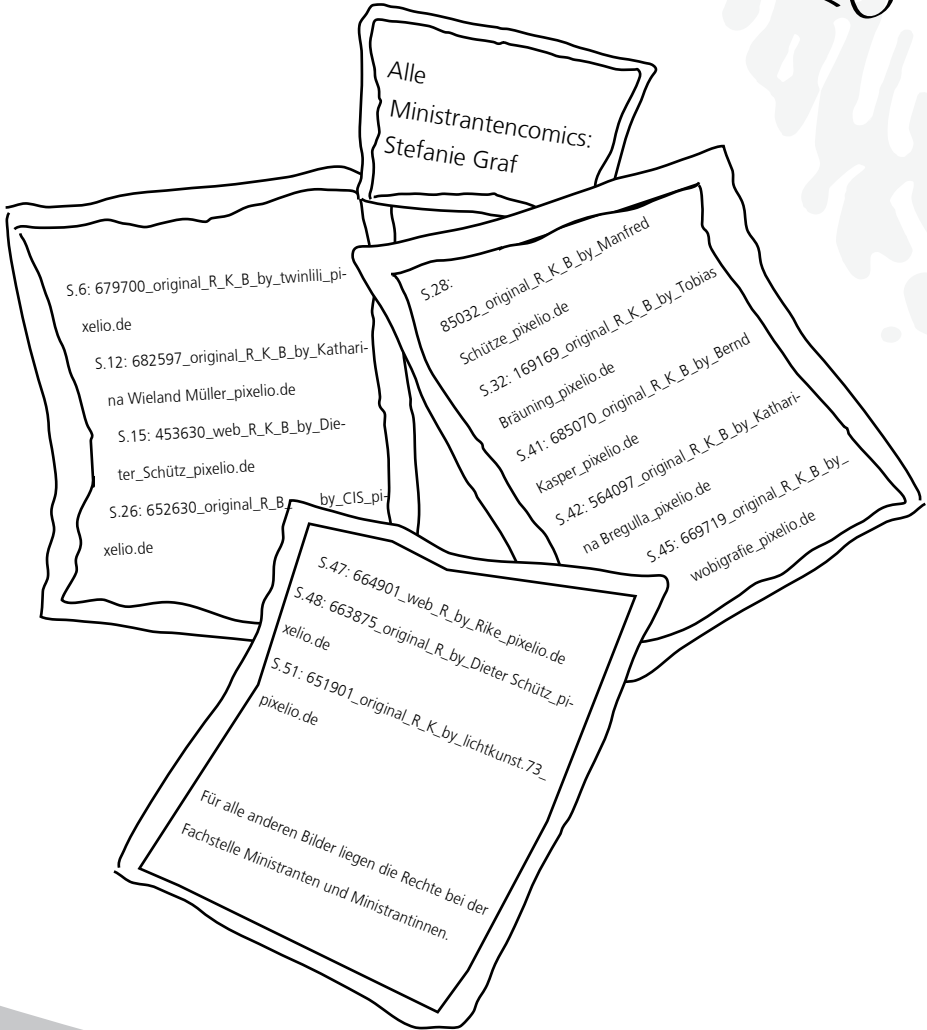 Alle
Ministrantencomics:
Stefanie Graf
S.6: 679700_original_R_K_B_by_twinlili_pi-
xelio.de
S.12: 682597_original_R_K_B_by_Kathari-
na Wieland Müller_pixelio.de
S.15: 453630_web_R_K_B_by_Die-
ter_Schütz_pixelio.de
S.26: 652630_original_R_B_ by_CIS_pi-
xelio.de
S.28:
85032_original_R_K_B_by_Manfred
Schütze_pixelio.de
S.32: 169169_original_R_K_B_by_Tobias
Bräuning_pixelio.de
S.41: 685070_original_R_K_B_by_Bernd
Kasper_pixelio.de
S.42: 564097_original_R_K_B_by_Kathari-
na Bregulla_pixelio.de
S.45: 669719_original_R_K_B_by_
wobigrafie_pixelio.de
S.47: 664901_web_R_by_Rike_pixelio.de
S.48: 663875_original_R_by_Dieter Schütz_pi-
xelio.de
S.51: 651901_original_R_K_by_lichtkunst.73_
pixelio.de
Für alle anderen Bilder liegen die Rechte bei der
Fachstelle Ministranten und Ministrantinnen.